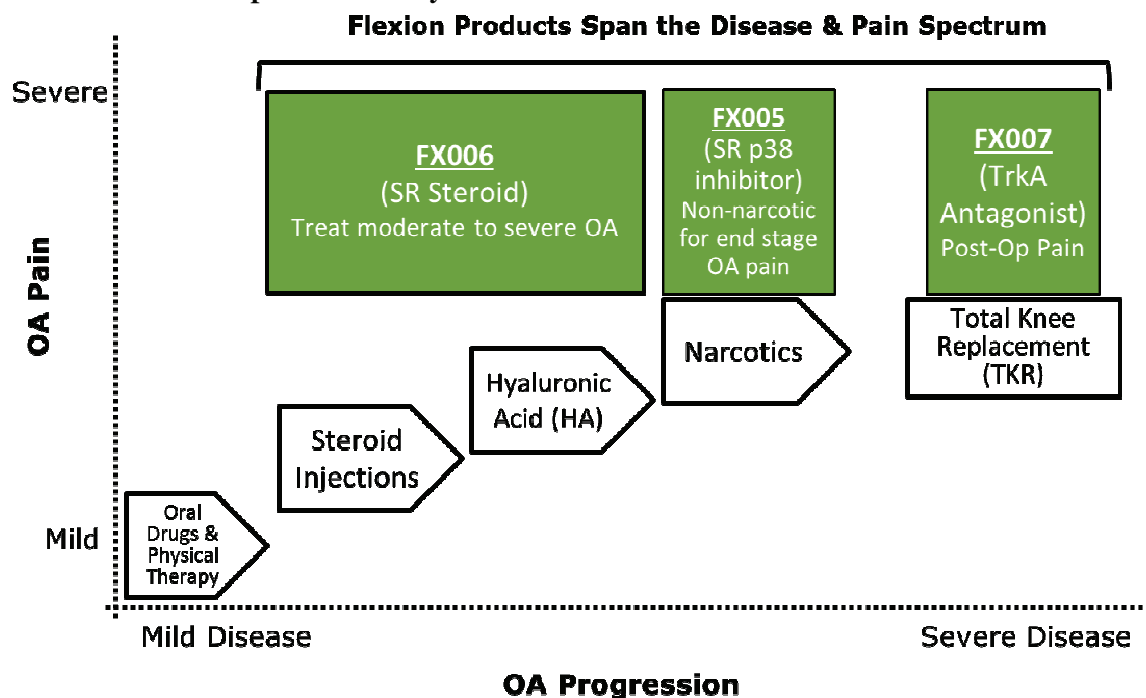 Flexion Products Span the Disease & Pain Spectrum
Severe
FX006
(SR Steroid)
Treat moderate to severe OA
FX005
(SR p38
inhibitor)
Non-narcotic
for end stage
OA pain
FX007
(TrkA
Antagonist)
Post-Op Pain
OA Pain
Narcotics
Total Knee
Replacement
(TKR)
Hyaluronic
Acid (HA)
Steroid
Injections
Mild
Oral
Drugs &
Physical
Therapy
Mild Disease
Severe Disease
OA Progression